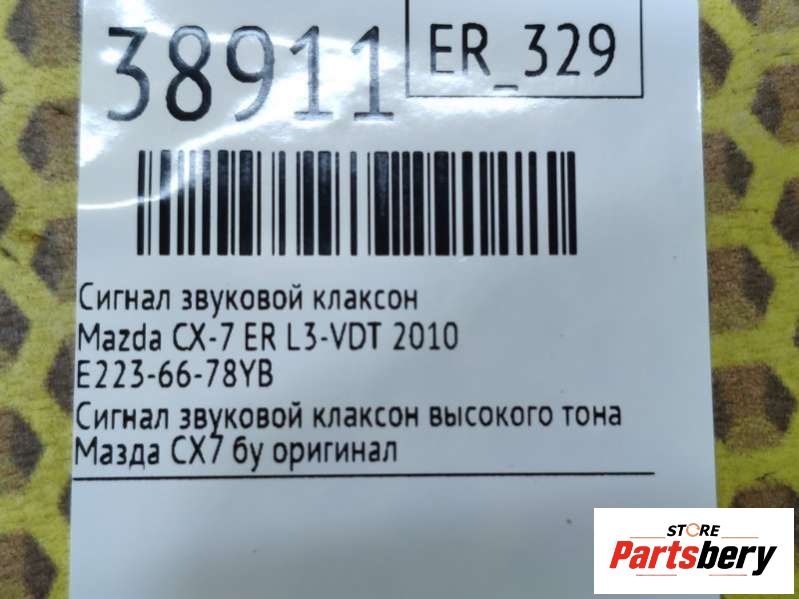 38911
ER_329
Сигнал звуковой клаксон
Mazda CX-7 ER L3-VDT 2010
E223-66-78YB
Сигнал звуковой клаксон высокого тона
Мазда СХ7 бу оригинал
STORE
Partsbery